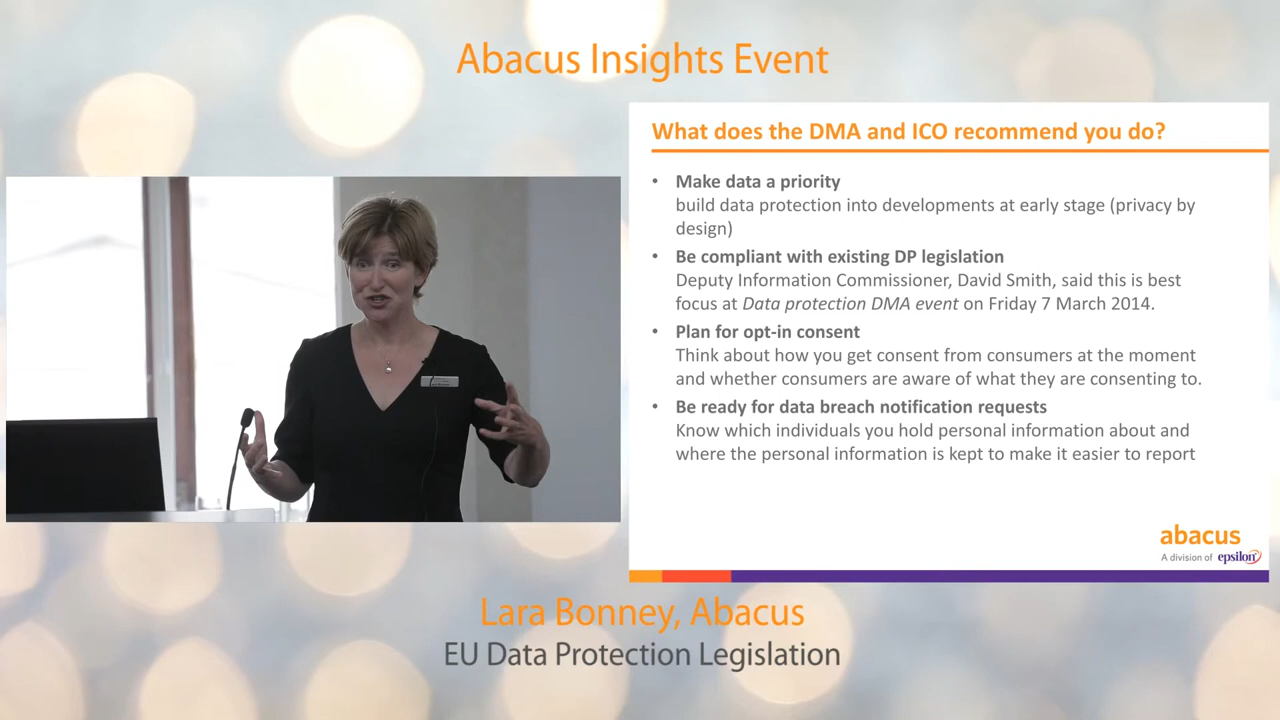 Abacus Insights Event
What does the DMA and ICO recommend you do?
• Make data a priority
build data protection into developments at early stage (privacy by
design)
• Be compliant with existing DP legislation
Deputy Information Commissioner, David Smith, said this is best
focus at Data protection DMA event on Friday 7 March 2014.
• Plan for opt-in consent
Think about how you get consent from consumers at the moment
and whether consumers are aware of what they are consenting to.
• Be ready for data breach notification requests
Know which individuals you hold personal information about and
where the personal information is kept to make it easier to report
abacus
A division of epsilon
Lara Bonney, Abacus
EU Data Protection Legislation